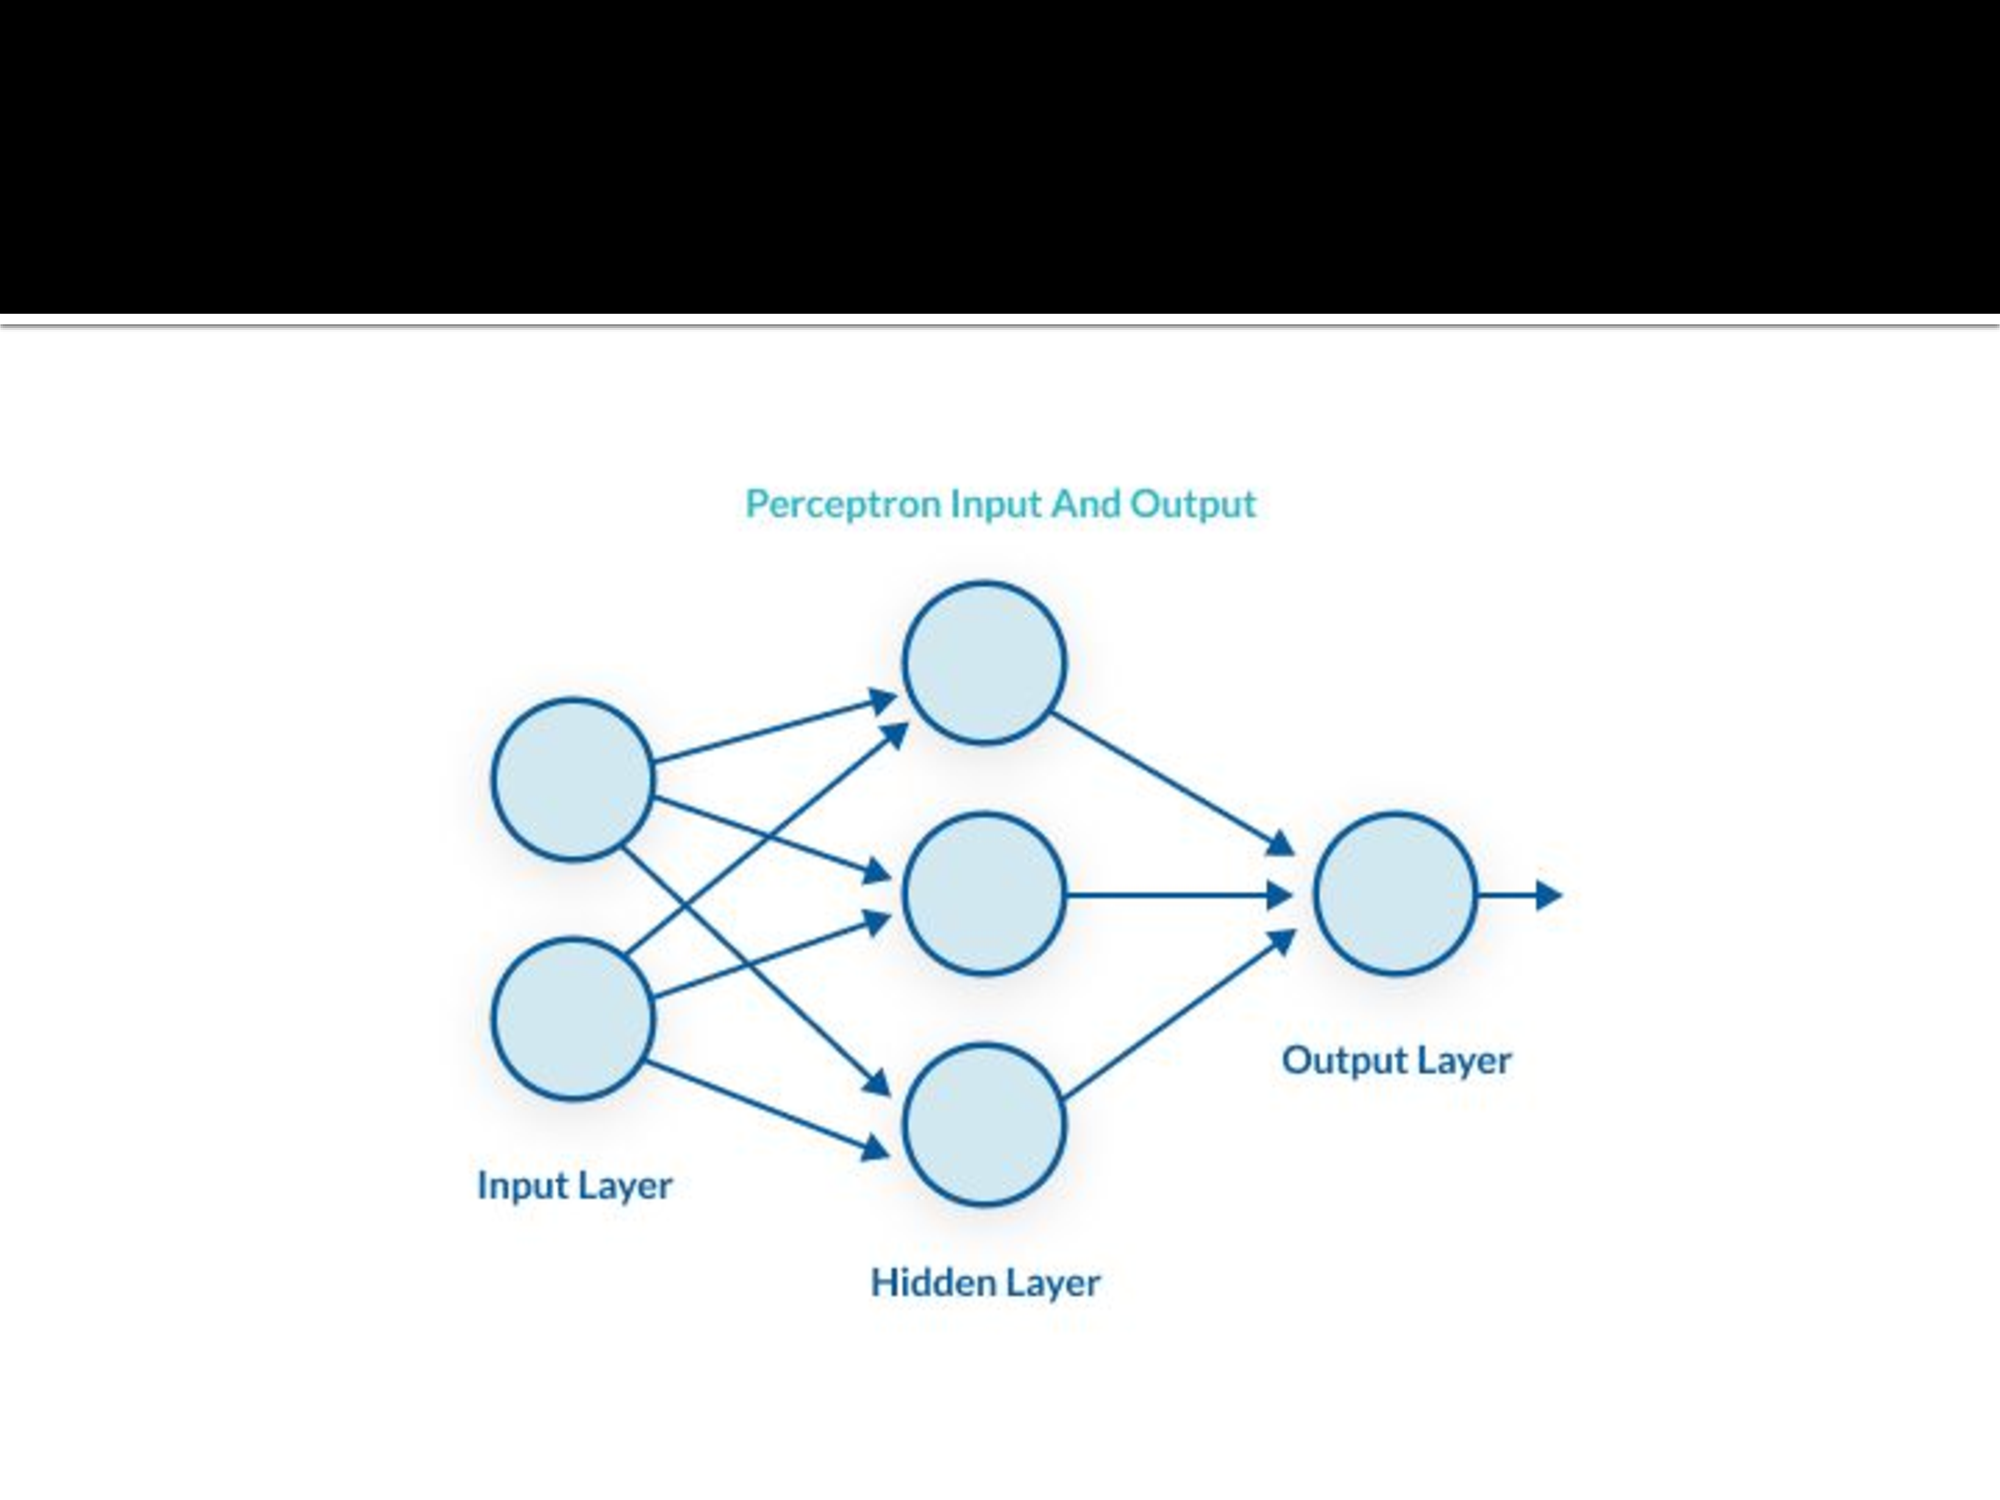 Perceptron Input And Output
Output Layer
Input Layer
Hidden Layer